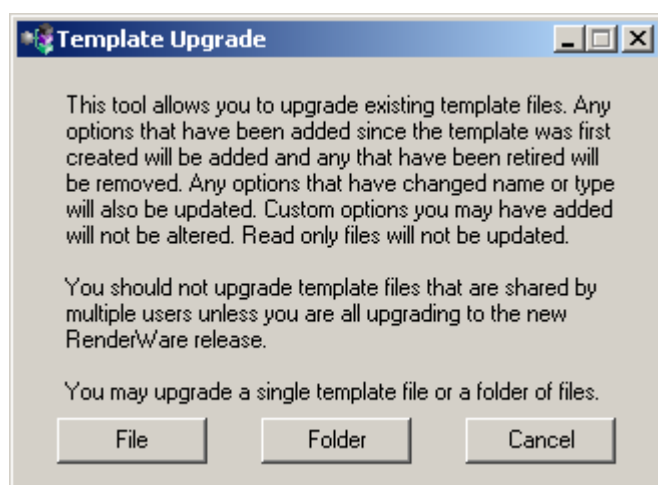 Template Upgrade
This tool allows you to upgrade existing template files. Any
options that have been added since the template was first
created will be added and any that have been retired will
be removed. Any options that have changed name or type
will also be updated. Custom options you may have added
will not be altered. Read only files will not be updated.
You should not upgrade template files that are shared by
multiple users unless you are all upgrading to the new
RenderWare release.
You may upgrade a single template file or a folder of files.
File Folder Cancel